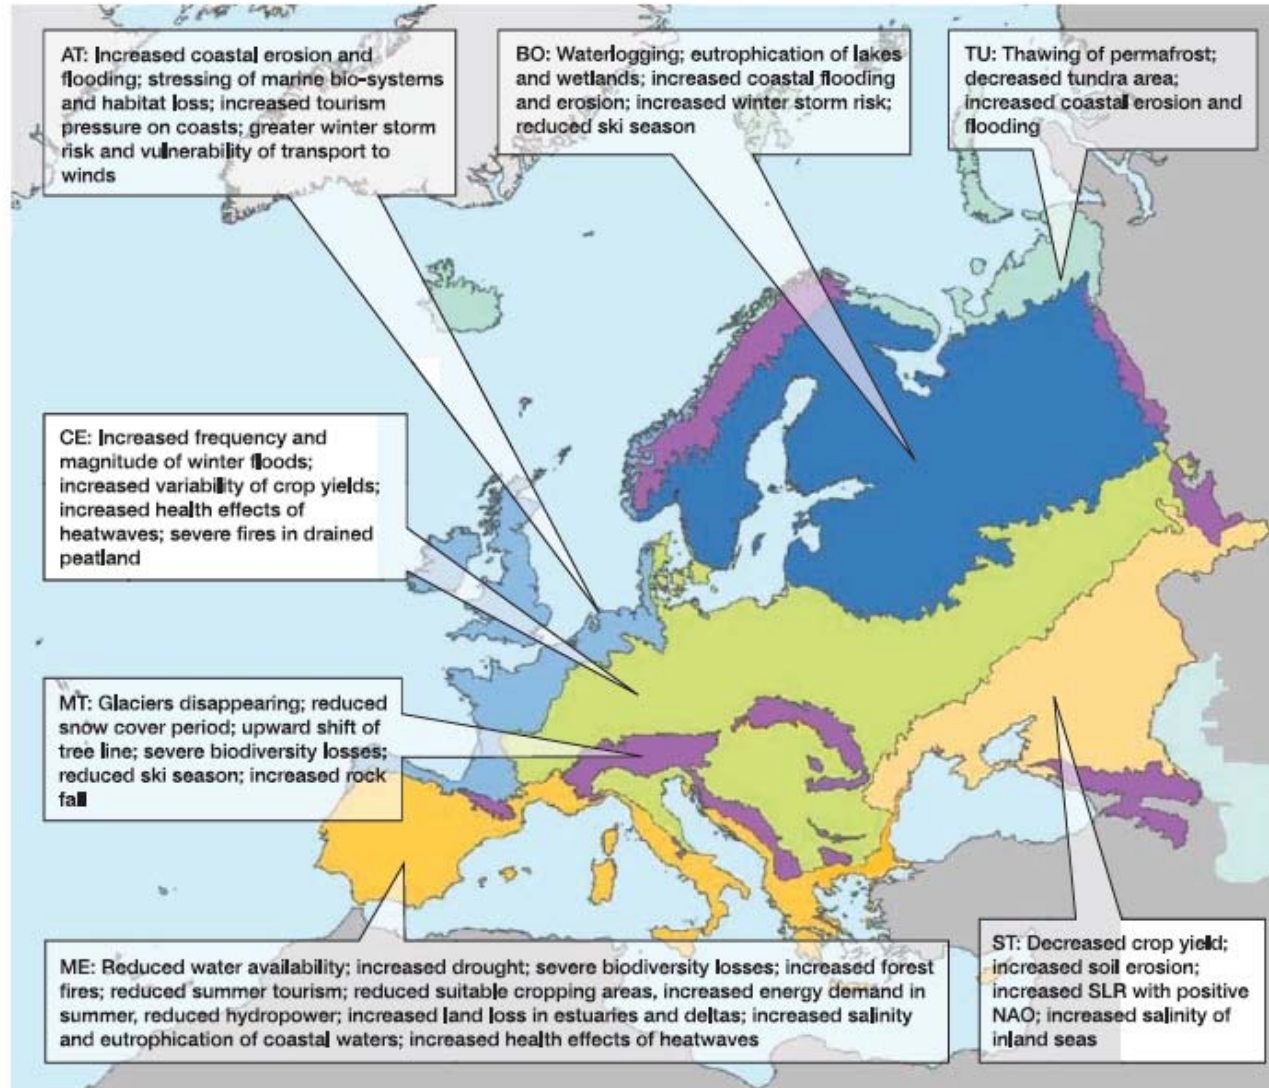 AT: Increased coastal erosion and
flooding; stressing of marine bio-systems
and habitat loss; increased tourism
pressure on coasts; greater winter storm
risk and vulnerability of transport to
winds
BO: Waterlogging; eutrophication of lakes
and wetlands; increased coastal flooding
and erosion; increased winter storm risk;
reduced ski season
TU: Thawing of permafrost;
decreased tundra area;
increased coastal erosion and
flooding
CE: Increased frequency and
magnitude of winter floods;
increased variability of crop yields;
increased health effects of
heatwaves; severe fires in drained
peatland
MT: Glaciers disappearing; reduced
snow cover period; upward shift of
tree line; severe biodiversity losses;
reduced ski season; increased rock
fall
ME: Reduced water availability; increased drought; severe biodiversity losses; increased forest
fires; reduced summer tourism; reduced suitable cropping areas, increased energy demand in
summer, reduced hydropower; increased land loss in estuaries and deltas; increased salinity
and eutrophication of coastal waters; increased health effects of heatwaves
ST: Decreased crop yield;
increased soil erosion;
increased SLR with positive
NAO; increased salinity of
inland seas